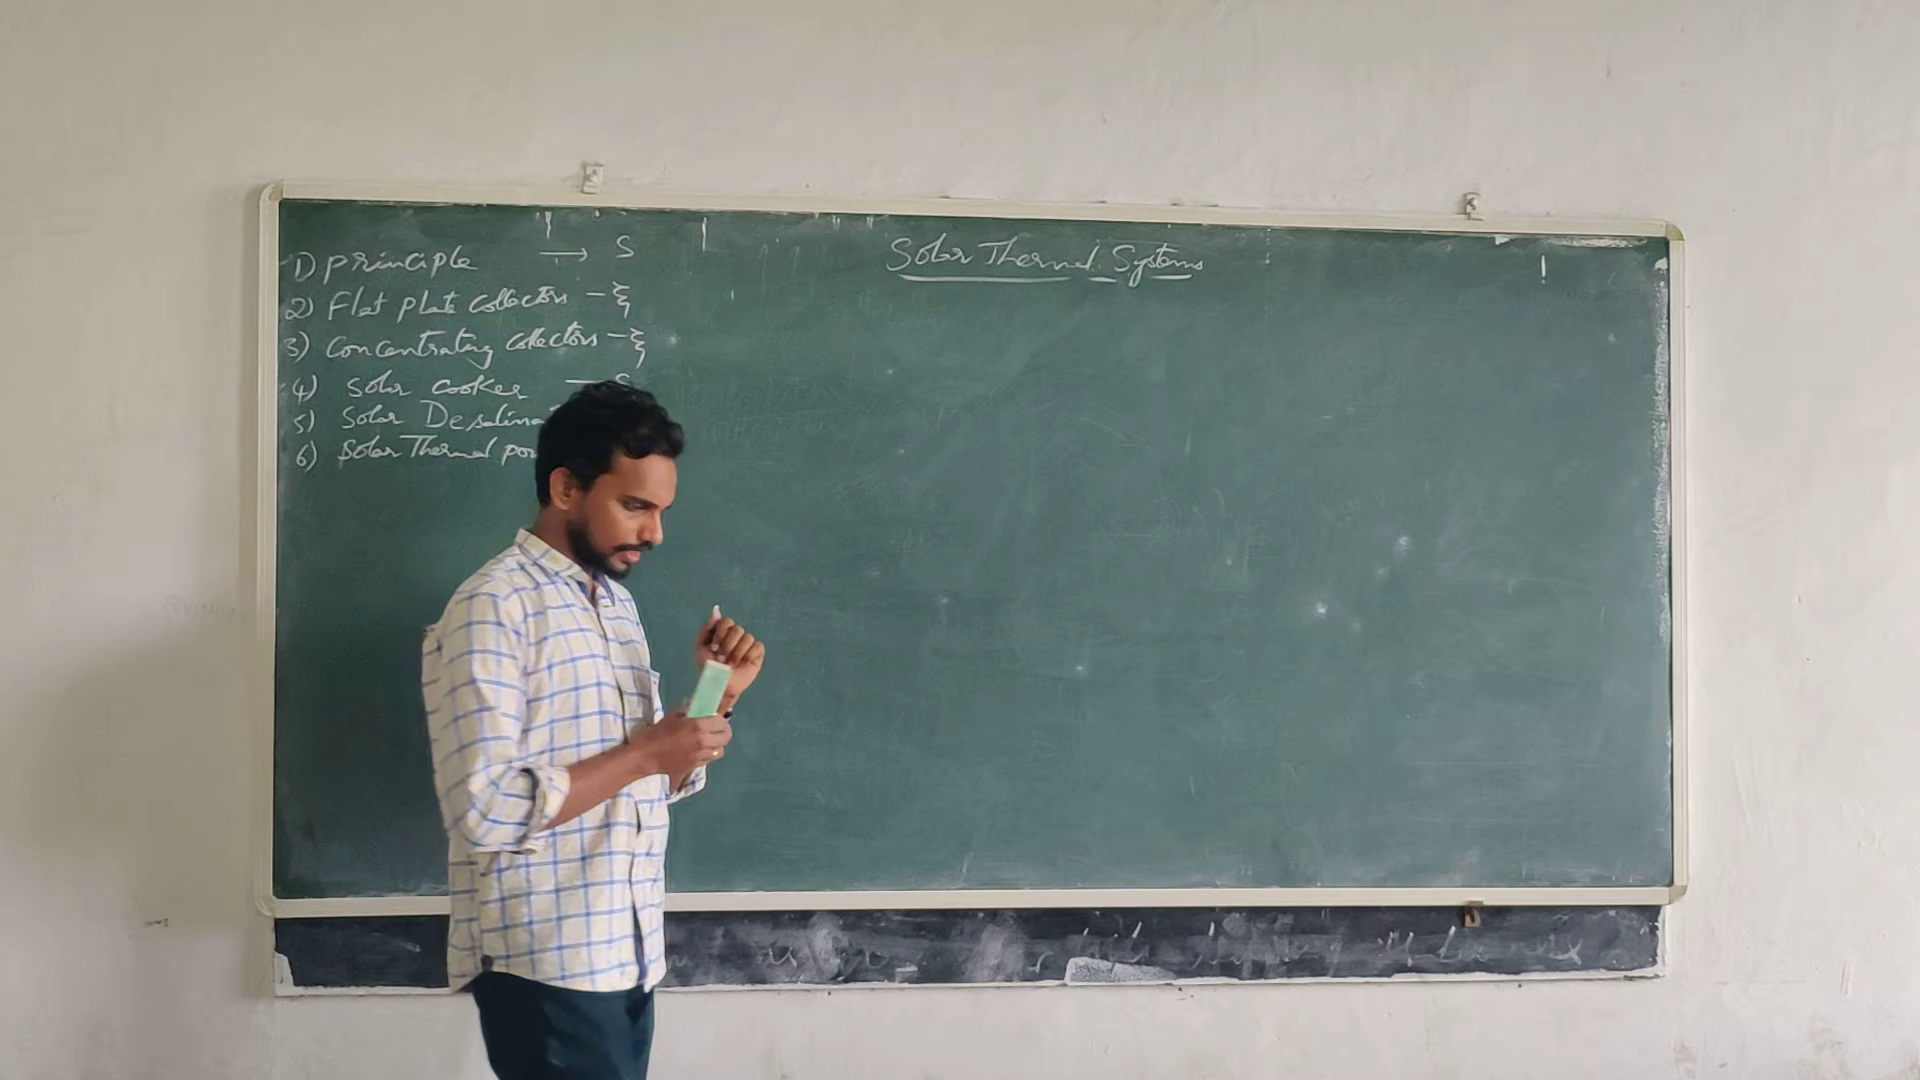 Solar Thermal Systems
1) principle → S
2) Flat plate collectors - ξ
3) Concentrating collectors - ξ
4) Solar cooker — S
5) Solar Desalina
6) Solar Thermal pow